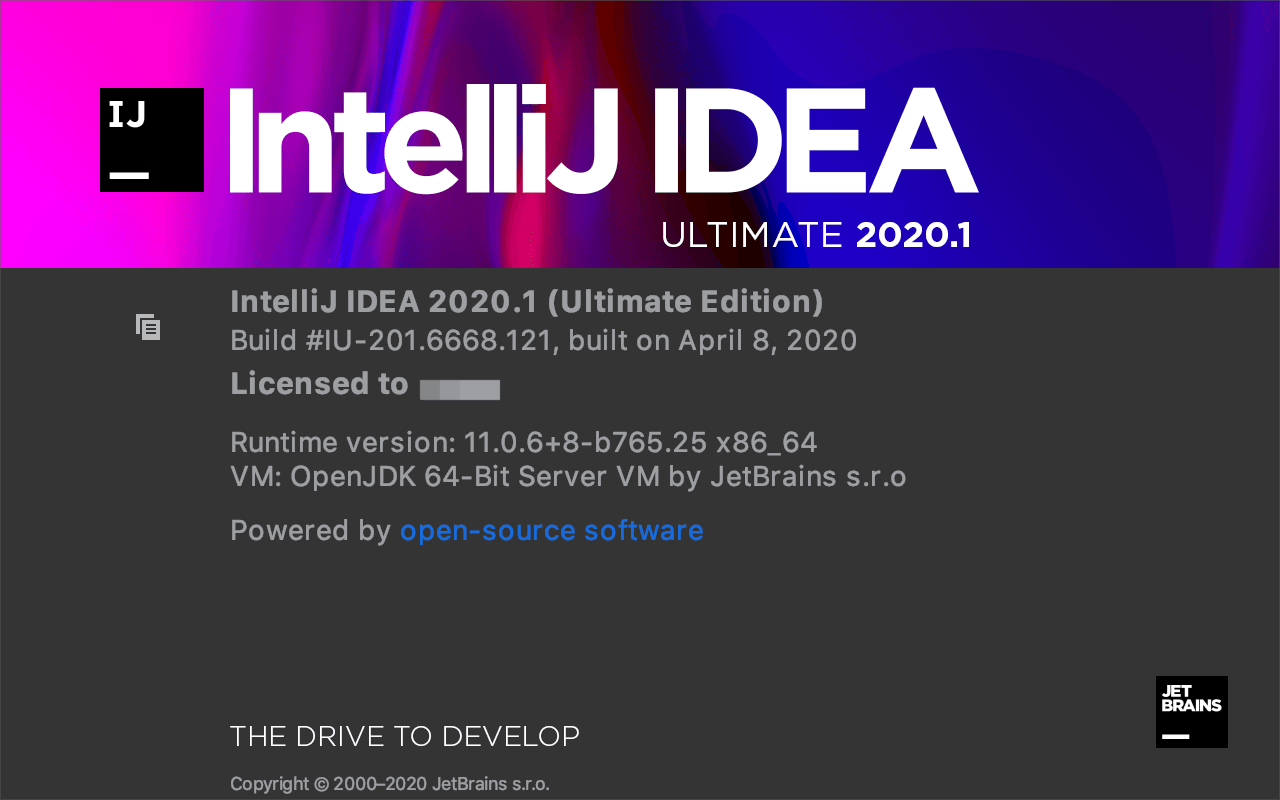 IJ
IntelliJ IDEA
ULTIMATE 2020.1
IntelliJ IDEA 2020.1 (Ultimate Edition)
Build #IU-201.6668.121, built on April 8, 2020
Licensed to
Runtime version: 11.0.6+8-b765.25 x86_64
VM: OpenJDK 64-Bit Server VM by JetBrains s.r.o
Powered by open-source software
JET
BRAINS
THE DRIVE TO DEVELOP
Copyright © 2000–2020 JetBrains s.r.o.